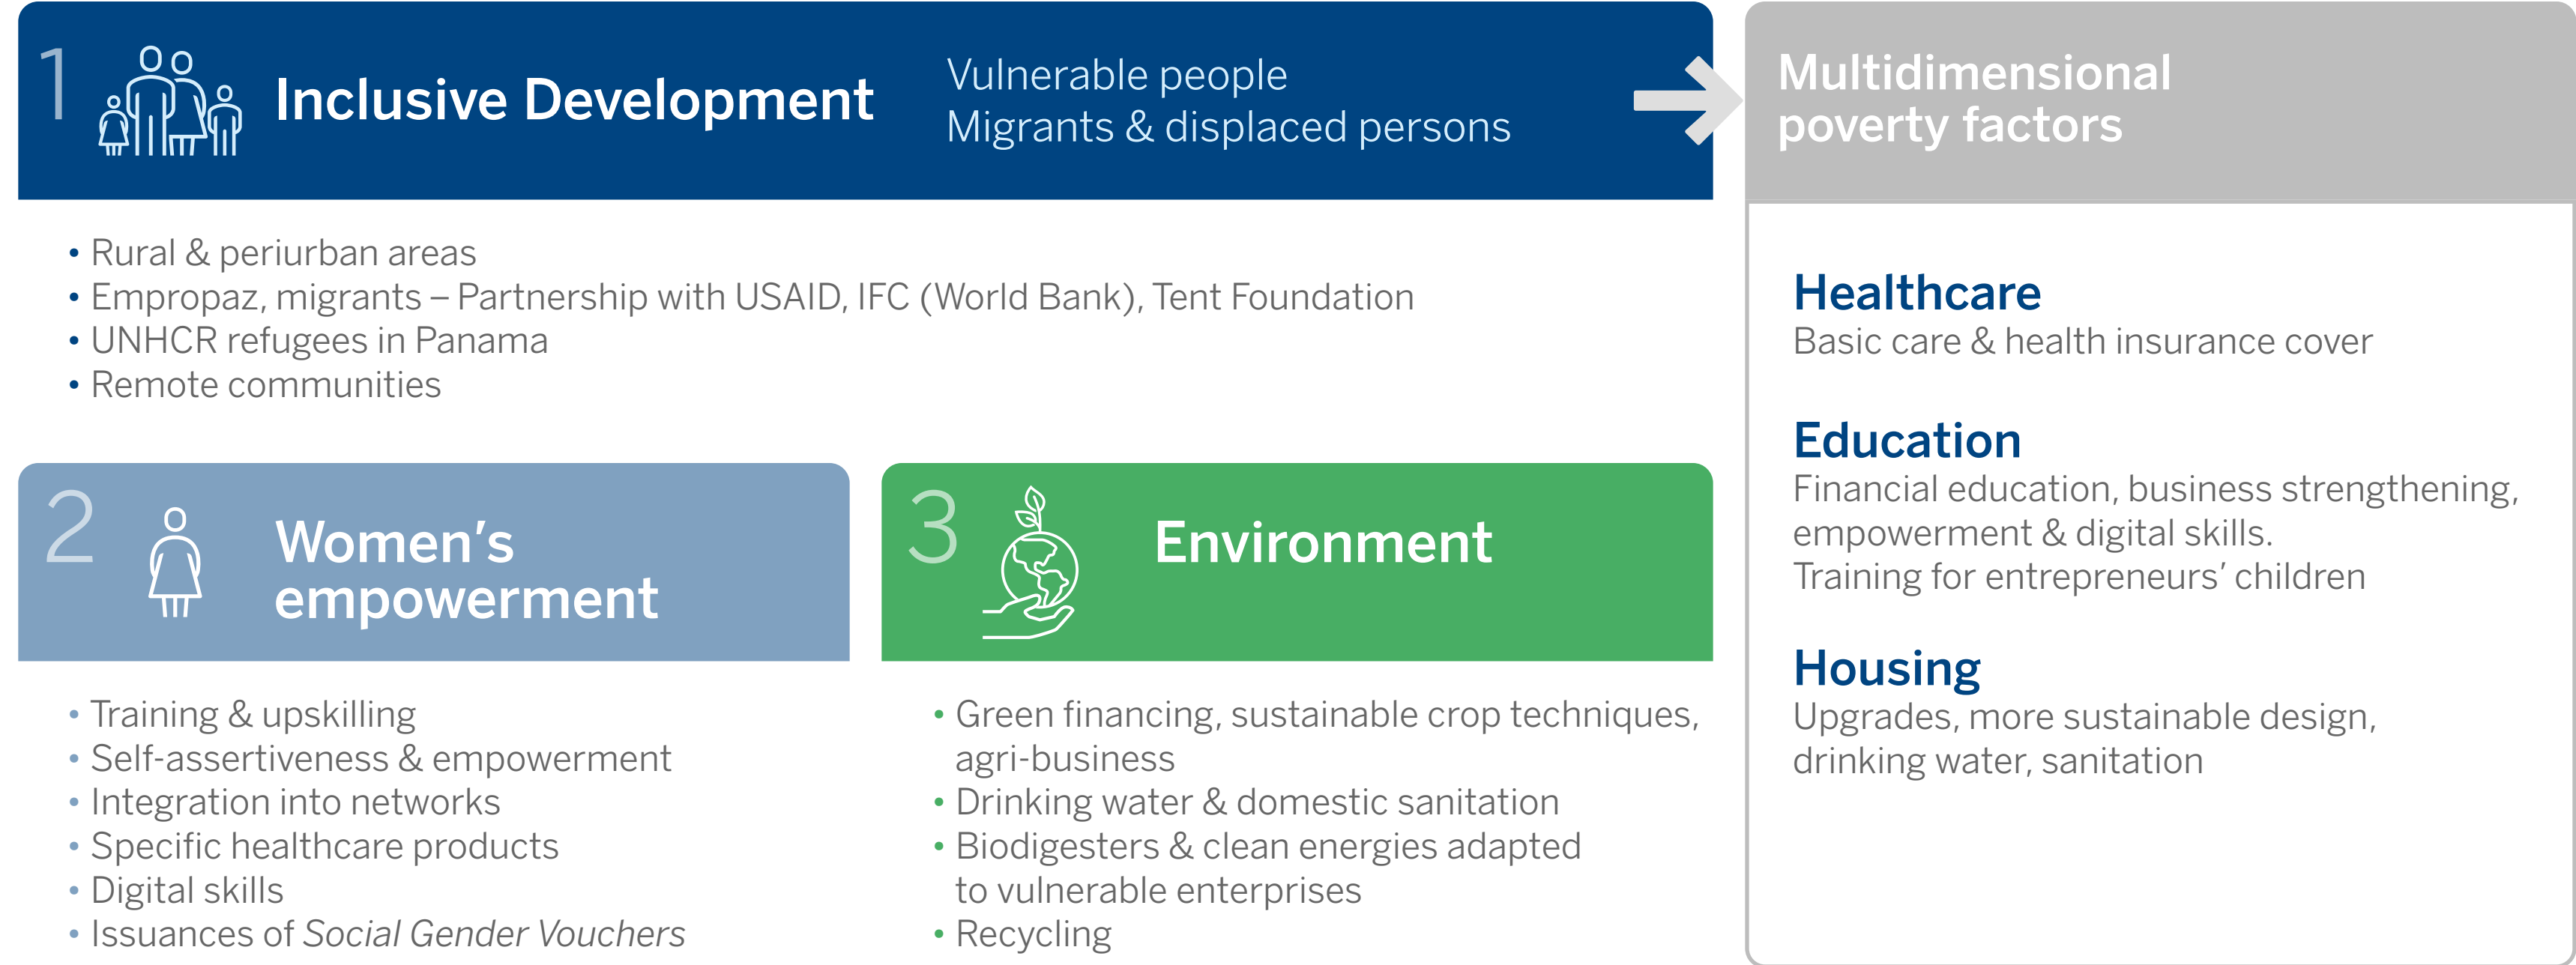 1
Inclusive Development
Vulnerable people
Migrants & displaced persons
• Rural & periurban areas
• Empropaz, migrants – Partnership with USAID, IFC (World Bank), Tent Foundation
• UNHCR refugees in Panama
• Remote communities
2
Women’s
empowerment
• Training & upskilling
• Self-assertiveness & empowerment
• Integration into networks
• Specific healthcare products
• Digital skills
• Issuances of Social Gender Vouchers
3
Environment
• Green financing, sustainable crop techniques,
agri-business
• Drinking water & domestic sanitation
• Biodigesters & clean energies adapted
to vulnerable enterprises
• Recycling
Multidimensional
poverty factors
Healthcare
Basic care & health insurance cover
Education
Financial education, business strengthening,
empowerment & digital skills.
Training for entrepreneurs’ children
Housing
Upgrades, more sustainable design,
drinking water, sanitation